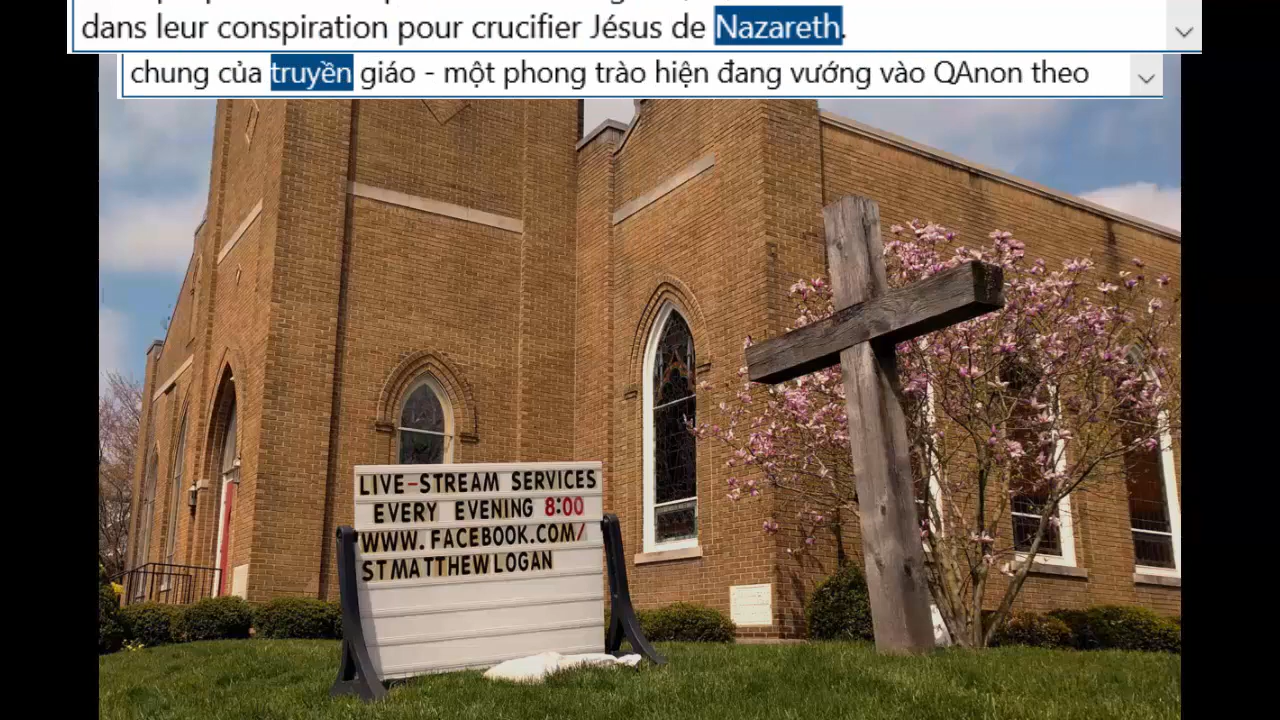 dans leur conspiration pour crucifier Jésus de Nazareth.
chung của truyền giáo - một phong trào hiện đang vướng vào QAnon theo
LIVE-STREAM SERVICES
EVERY EVENING 8:00
WWW.FACEBOOK.COM/
STMATTHEWLOGAN